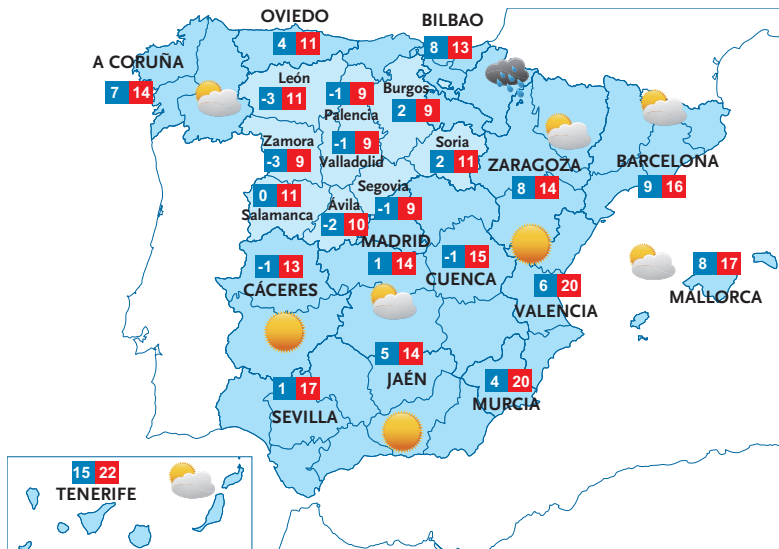 OVIEDO
4 11
BILBAO
8 13
A CORUÑA
7 14
León
-3 11
-1 9
Palencia
Burgos
2 9
Zamora
-3 9
-1 9
Valladolid
Soria
2 11
ZARAGOZA
8 14
BARCELONA
9 16
0 11
Salamanca
Ávila
-2 10
Segovia
-1 9
MADRID
1 14
-1 15
CUENCA
-1 13
CÁCERES
6 20
VALENCIA
8 17
MALLORCA
5 14
JAÉN
4 20
MURCIA
1 17
SEVILLA
15 22
TENERIFE